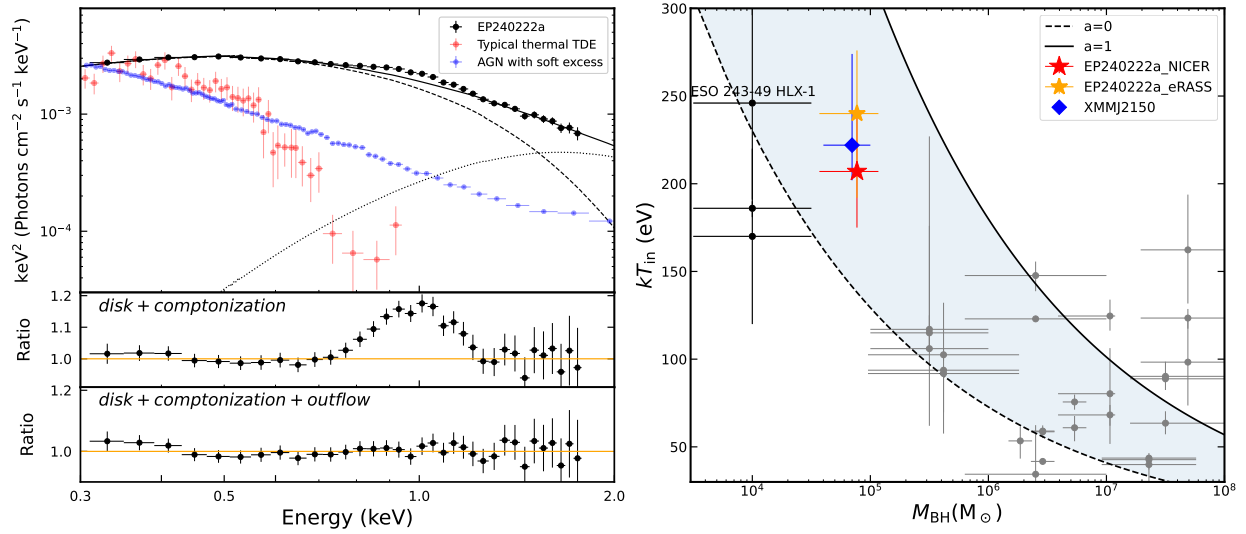 EP240222a
Typical thermal TDE
AGN with soft excess
keV² (Photons cm⁻² s⁻¹ keV⁻¹)
10⁻³
10⁻⁴
disk + comptonization
Ratio
1.2
1.1
1.0
disk + comptonization + outflow
Ratio
1.2
1.0
0.3
0.5
1.0
2.0
Energy (keV)
a=0
a=1
EP240222a_NICER
EP240222a_eRASS
XMMJ2150
ESO 243-49 HLX-1
kT_in (eV)
300
250
200
150
100
50
10⁴
10⁵
10⁶
10⁷
10⁸
M_BH(M_⊙)